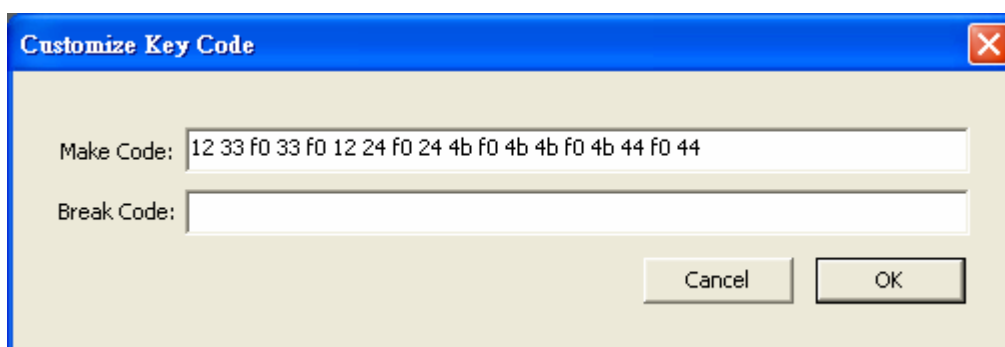 Customize Key Code
Make Code: 12 33 f0 33 f0 12 24 f0 24 4b f0 4b 4b f0 4b 44 f0 44
Break Code:
Cancel OK